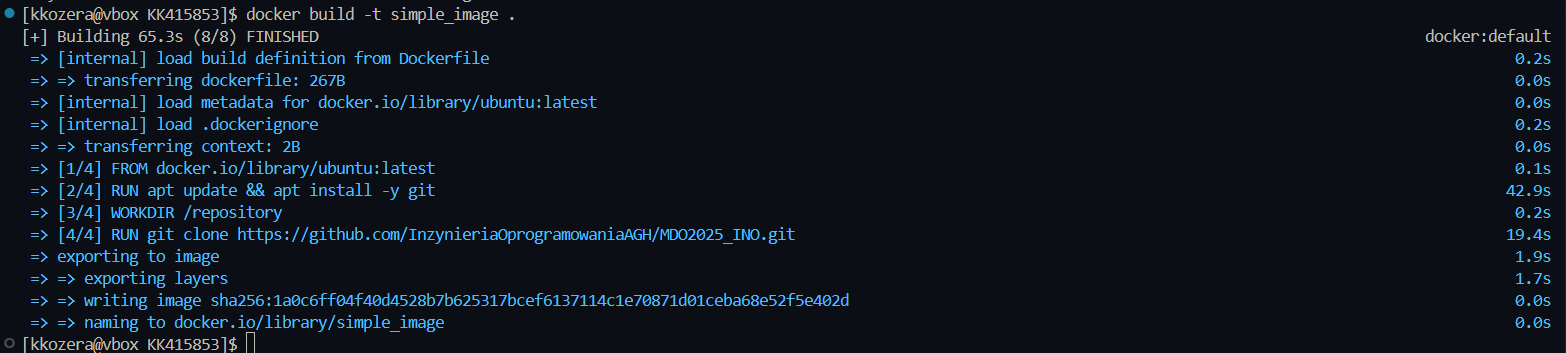 [kkozera@vbox KK415853]$ docker build -t simple_image .
[+] Building 65.3s (8/8) FINISHED docker:default
=> [internal] load build definition from Dockerfile 0.2s
=> => transferring dockerfile: 267B 0.0s
=> [internal] load metadata for docker.io/library/ubuntu:latest 0.0s
=> [internal] load .dockerignore 0.2s
=> => transferring context: 2B 0.0s
=> [1/4] FROM docker.io/library/ubuntu:latest 0.1s
=> [2/4] RUN apt update && apt install -y git 42.9s
=> [3/4] WORKDIR /repository 0.2s
=> [4/4] RUN git clone https://github.com/InzynieriaOprogramowaniaAGH/MDO2025_INO.git 19.4s
=> exporting to image 1.9s
=> => exporting layers 1.7s
=> => writing image sha256:1a0c6ff04f40d4528b7b625317bcef6137114c1e70871d01ceba68e52f5e402d 0.0s
=> => naming to docker.io/library/simple_image 0.0s
[kkozera@vbox KK415853]$